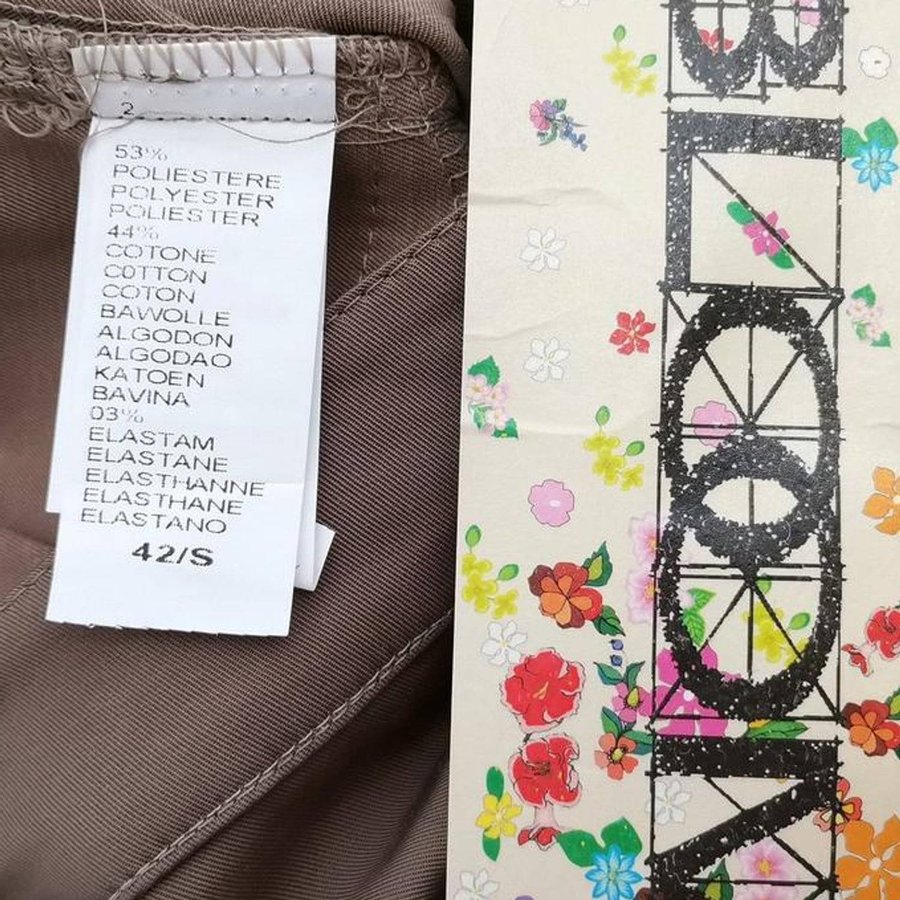 2
53%
POLIESTERE
POLYESTER
POLIESTER
44%
COTONE
COTTON
COTON
BAWOLLE
ALGODON
ALGODAO
KATOEN
BAVINA
03%
ELASTAM
ELASTANE
ELASTHANNE
ELASTHANE
ELASTANO
42/S